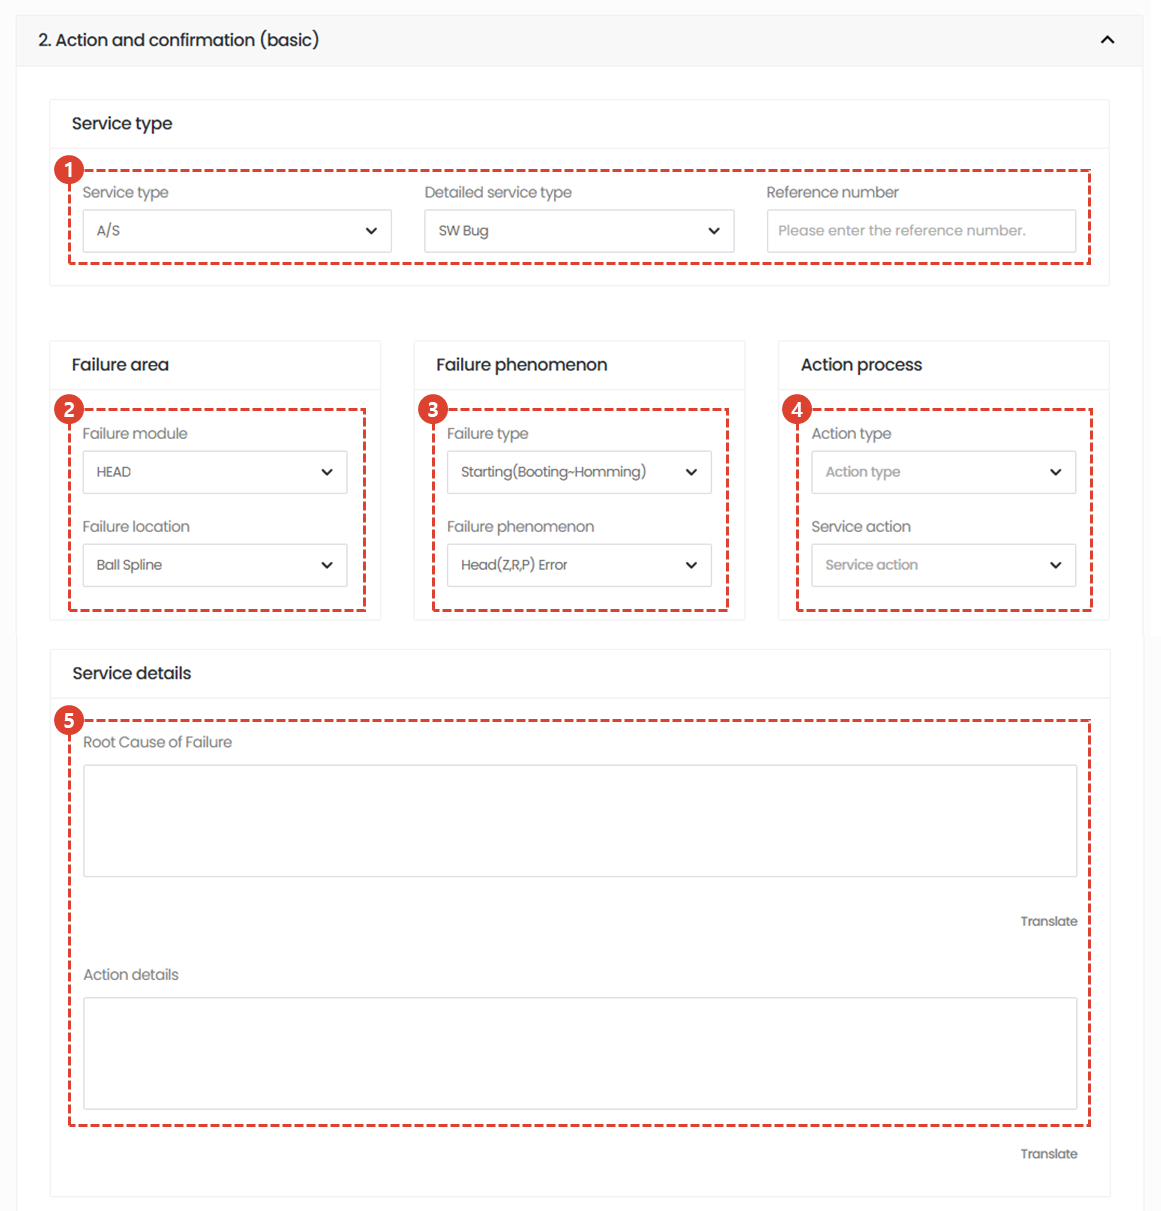 2. Action and confirmation (basic)
Service type
1
Service type
Detailed service type
Reference number
A/S
SW Bug
Please enter the reference number.
Failure area
Failure phenomenon
Action process
2
3
4
Failure module
Failure type
Action type
HEAD
Starting(Booting~Homming)
Action type
Failure location
Failure phenomenon
Service action
Ball Spline
Head(Z,R,P) Error
Service action
Service details
5
Root Cause of Failure
Translate
Action details
Translate